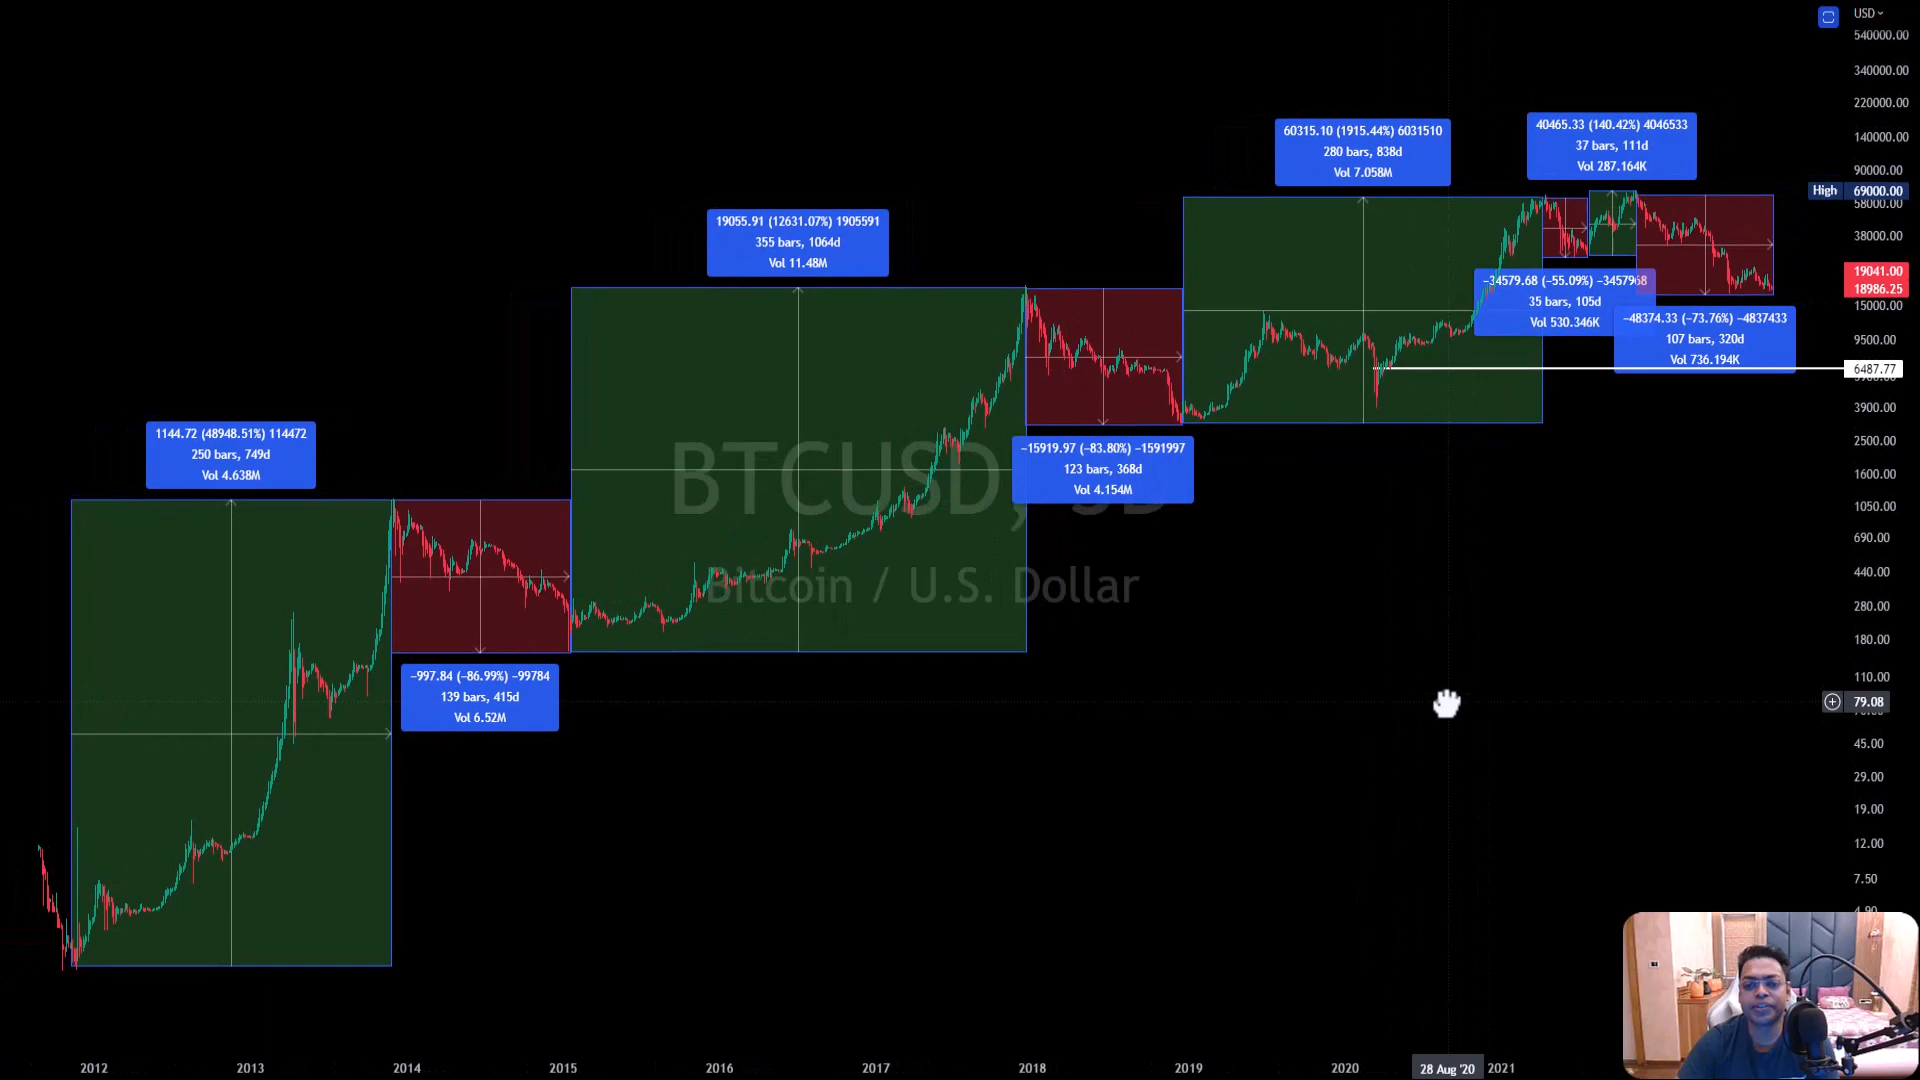 USD
540000.00
340000.00
220000.00
140000.00
90000.00
High 69000.00
58000.00
38000.00
19041.00
18986.25
15000.00
9500.00
6487.77
3900.00
2500.00
1600.00
1050.00
690.00
440.00
280.00
180.00
110.00
79.08
45.00
29.00
19.00
12.00
7.50
4.90
1144.72 (48948.51%) 114472
250 bars, 749d
Vol 4.638M
−997.84 (−86.99%) −99784
139 bars, 415d
Vol 6.52M
19055.91 (12631.07%) 1905591
355 bars, 1064d
Vol 11.48M
−15919.97 (−83.80%) −1591997
123 bars, 368d
Vol 4.154M
60315.10 (1915.44%) 6031510
280 bars, 838d
Vol 7.058M
−34579.68 (−55.09%) −3457968
35 bars, 105d
Vol 530.346K
40465.33 (140.42%) 4046533
37 bars, 111d
Vol 287.164K
−48374.33 (−73.76%) −4837433
107 bars, 320d
Vol 736.194K
BTCUSD,
Bitcoin / U.S. Dollar
2012 2013 2014 2015 2016 2017 2018 2019 2020 28 Aug '20 2021